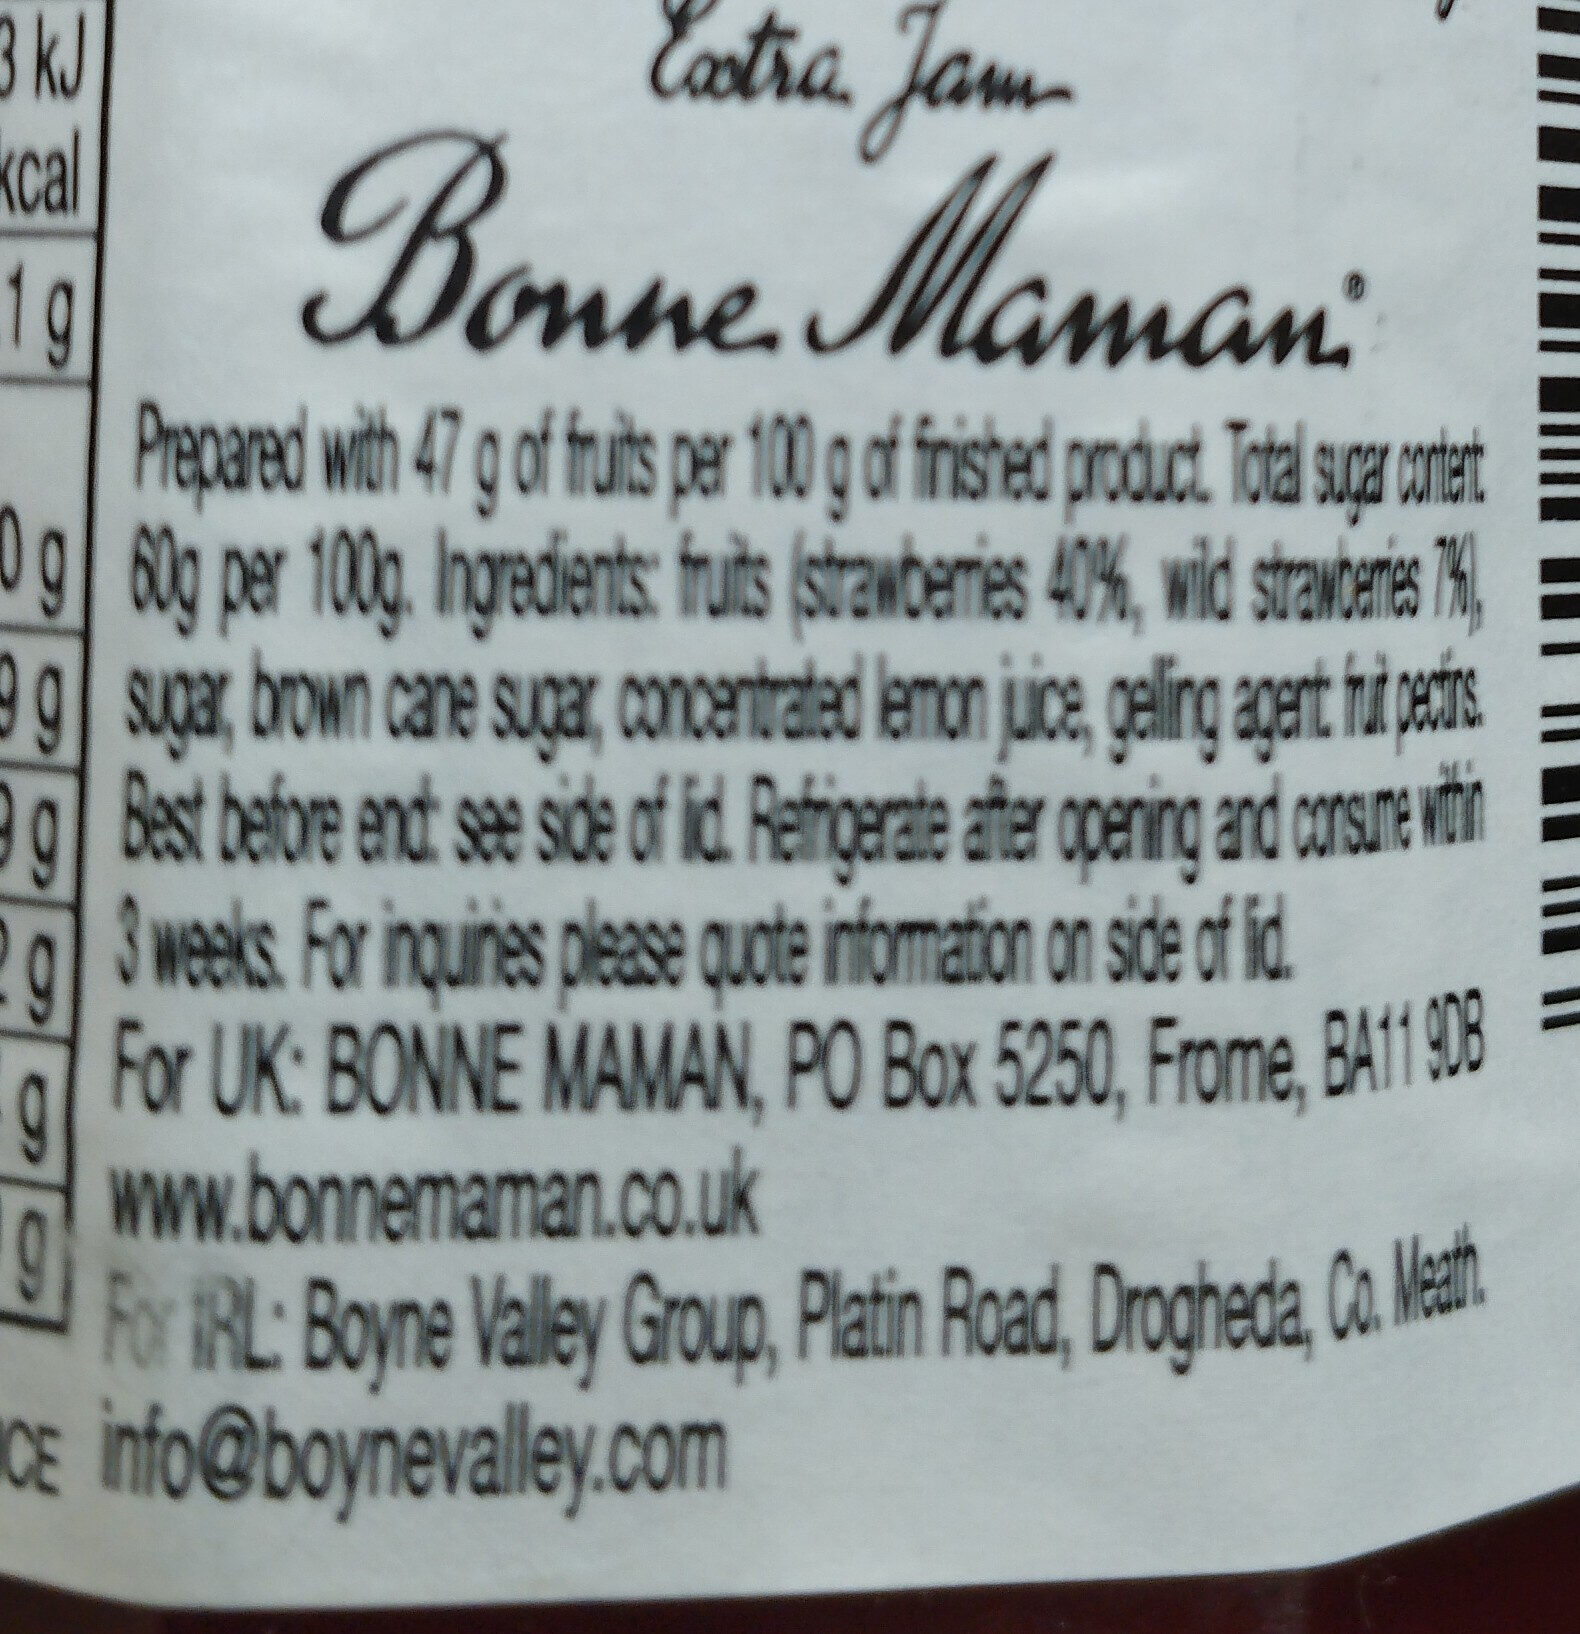 Extra Jam
Bonne Maman®
Prepared with 47 g of fruits per 100 g of finished product. Total sugar content:
60g per 100g. Ingredients: fruits (strawberries 40%, wild strawberries 7%),
sugar, brown cane sugar, concentrated lemon juice, gelling agent: fruit pectins.
Best before end: see side of lid. Refrigerate after opening and consume within
3 weeks. For inquiries please quote information on side of lid.
For UK: BONNE MAMAN, PO Box 5250, Frome, BA11 9DB
www.bonnemaman.co.uk
For IRL: Boyne Valley Group, Platin Road, Drogheda, Co. Meath.
info@boynevalley.com
kJ
kcal
g
g
g
g
g
g
g